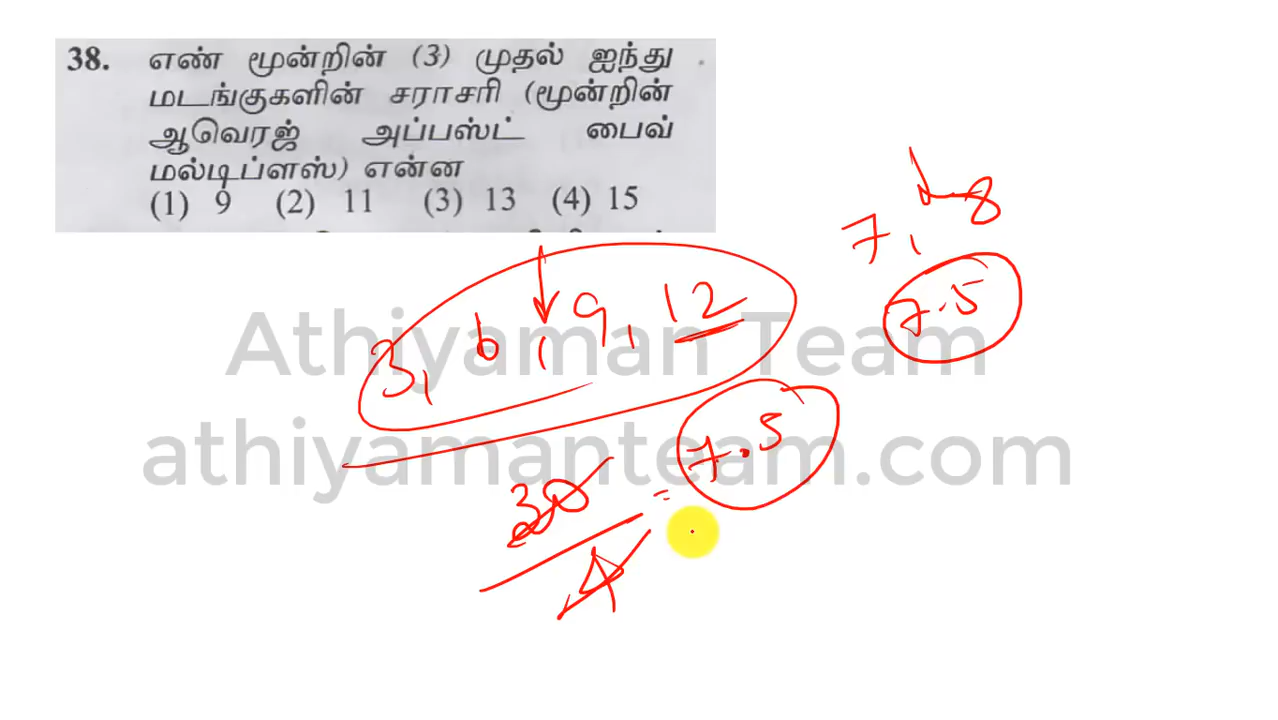 38. எண் மூன்றின் (3) முதல் ஐந்து
மடங்குகளின் சராசரி (மூன்றின்
ஆவெரஜ் அப்பஸ்ட் பைவ்
மல்டிப்ளஸ்) என்ன
(1) 9 (2) 11 (3) 13 (4) 15
7, 8
7.5
3, 6, 9, 12
Athiyaman Team
30/4 = 7.5
athiyamanteam.com